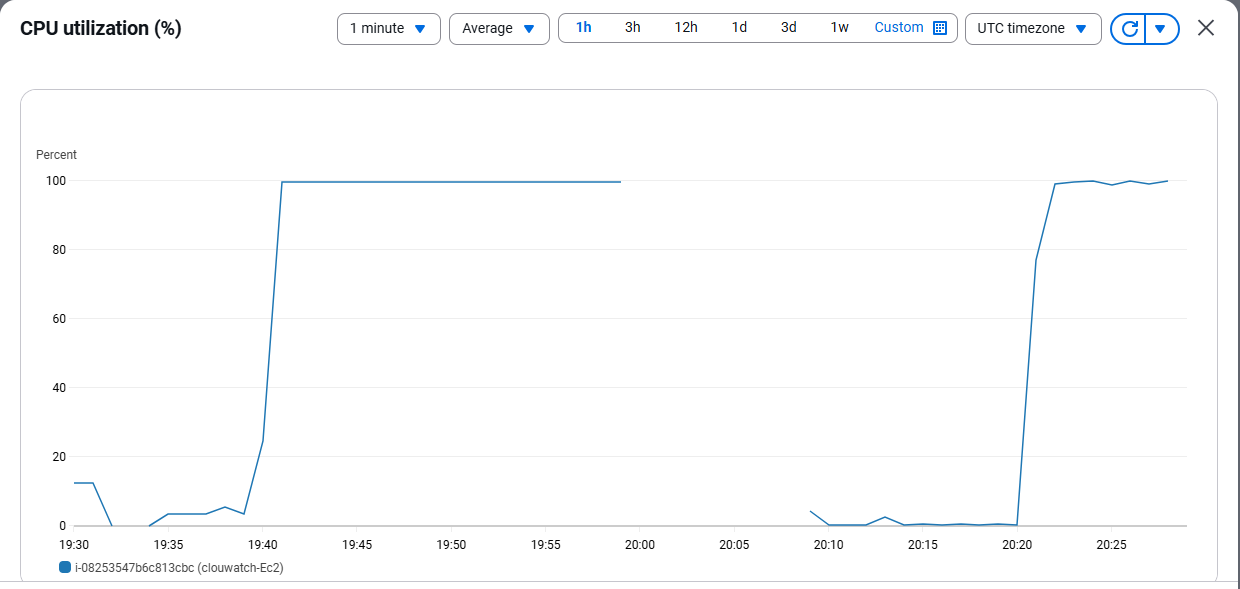 CPU utilization (%)
1 minute Average 1h 3h 12h 1d 3d 1w Custom UTC timezone
Percent
100
80
60
40
20
0
19:30 19:35 19:40 19:45 19:50 19:55 20:00 20:05 20:10 20:15 20:20 20:25
i-08253547b6c813cbc (clouwatch-Ec2)